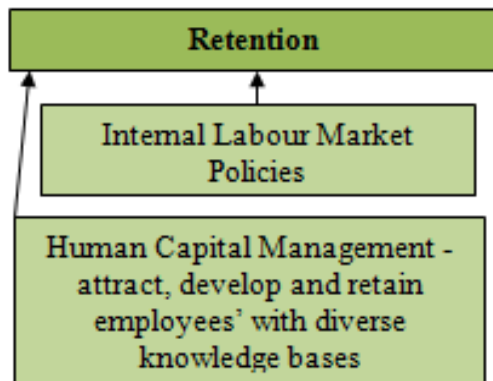 Retention
Internal Labour Market
Policies
Human Capital Management -
attract, develop and retain
employees’ with diverse
knowledge bases